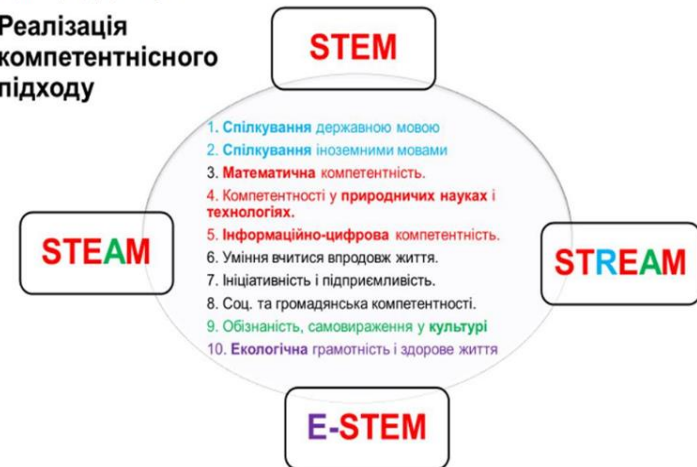 Реалізація
компетентнісного
підходу
STEM
1. Спілкування державною мовою
2. Спілкування іноземними мовами
3. Математична компетентність.
4. Компетентності у природничих науках і
технологіях.
5. Інформаційно-цифрова компетентність.
6. Уміння вчитися впродовж життя.
7. Ініціативність і підприємливість.
8. Соц. та громадянська компетентності.
9. Обізнаність, самовираження у культурі
10. Екологічна грамотність і здорове життя
STEAM
STREAM
E-STEM